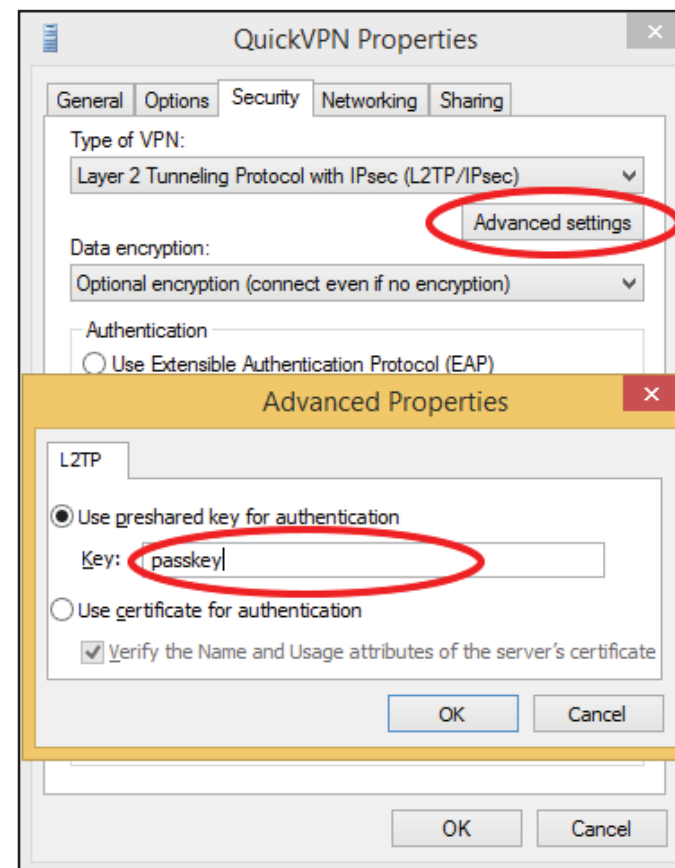 QuickVPN Properties
General Options Security Networking Sharing
Type of VPN:
Layer 2 Tunneling Protocol with IPsec (L2TP/IPsec)
Advanced settings
Data encryption:
Optional encryption (connect even if no encryption)
Authentication
Use Extensible Authentication Protocol (EAP)
Advanced Properties
L2TP
Use preshared key for authentication
Key: passkey
Use certificate for authentication
Verify the Name and Usage attributes of the server's certificate
OK Cancel
OK Cancel